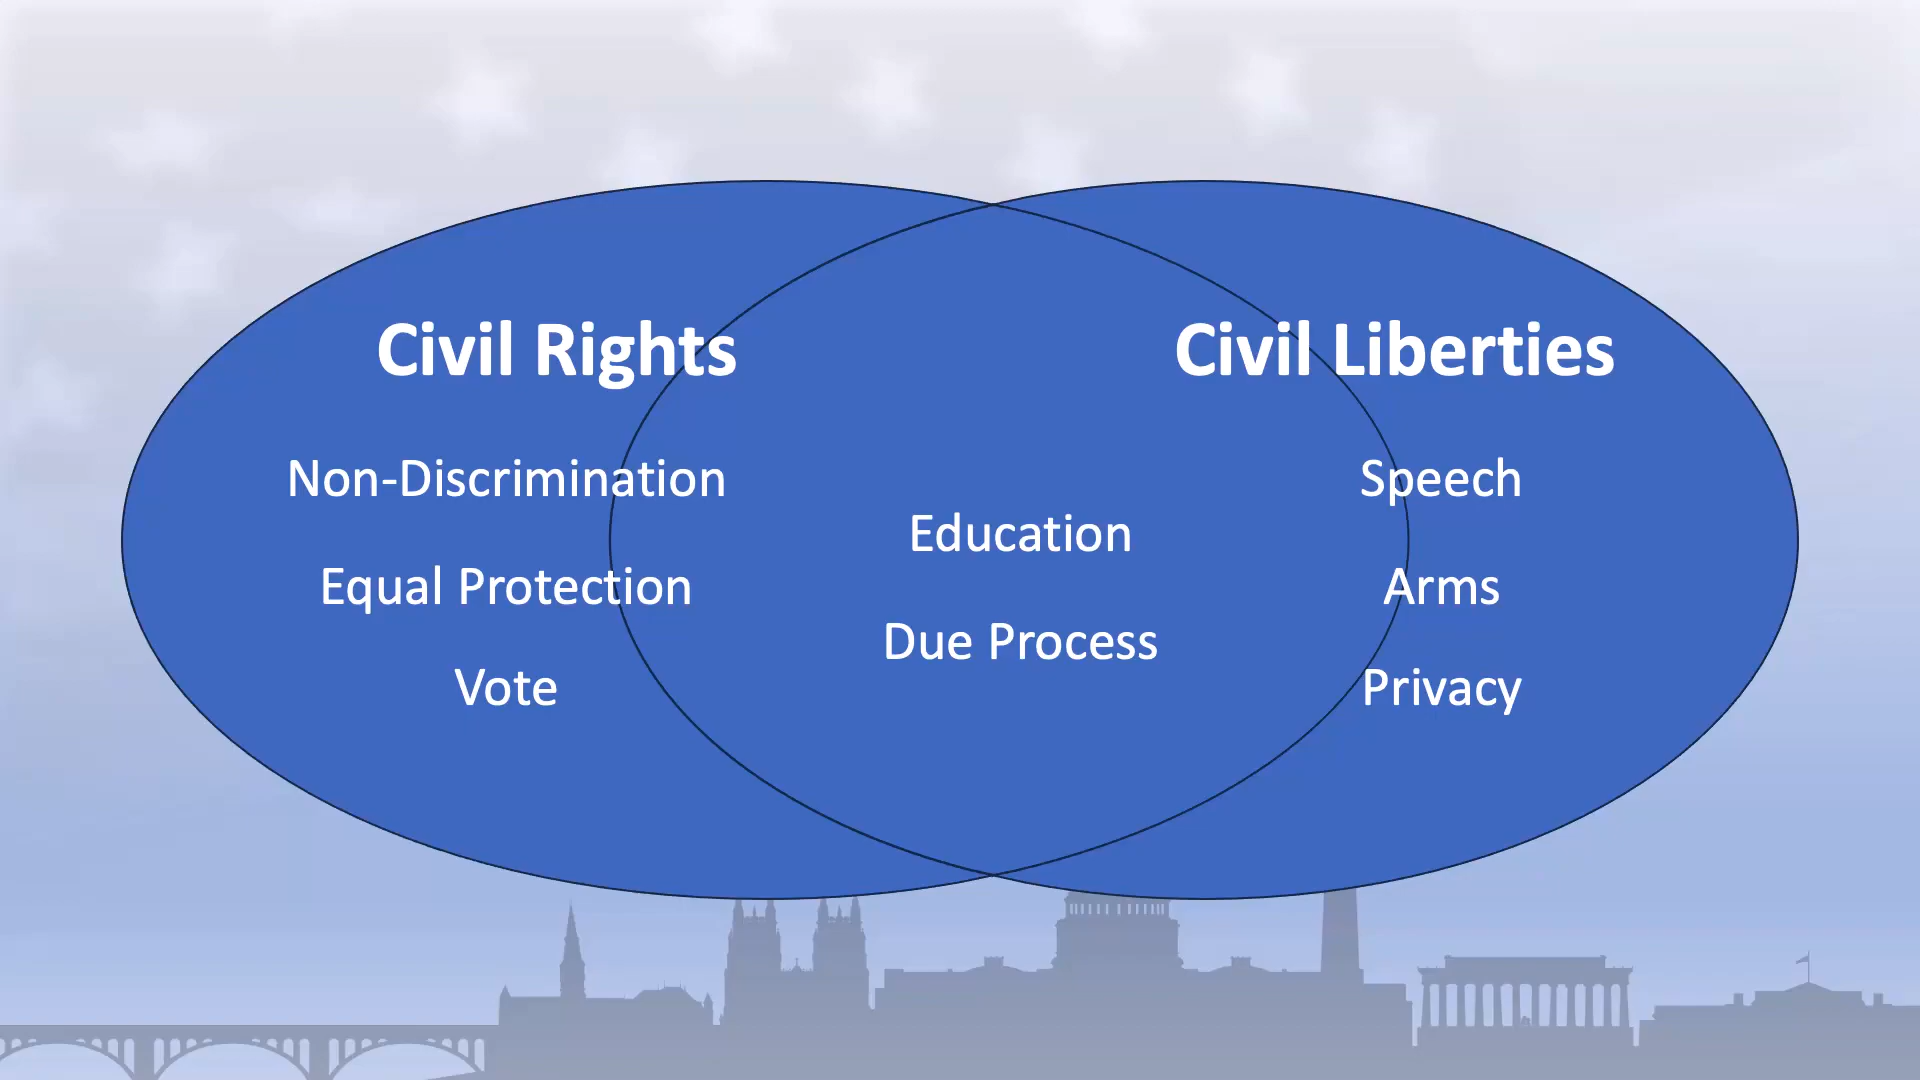 Civil Rights
Non-Discrimination
Equal Protection
Vote
Education
Due Process
Civil Liberties
Speech
Arms
Privacy